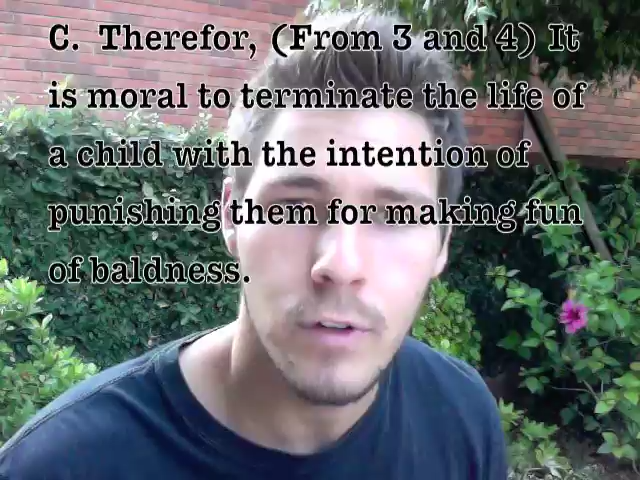 C. Therefor, (From 3 and 4) It
is moral to terminate the life of
a child with the intention of
punishing them for making fun
of baldness.